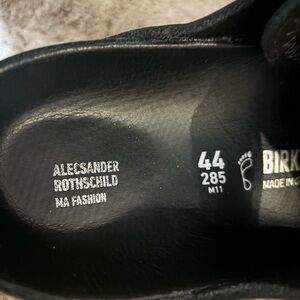 ALECSANDER
ROTHSCHILD
MA FASHION
44
285
M11
BIRK
MADE IN